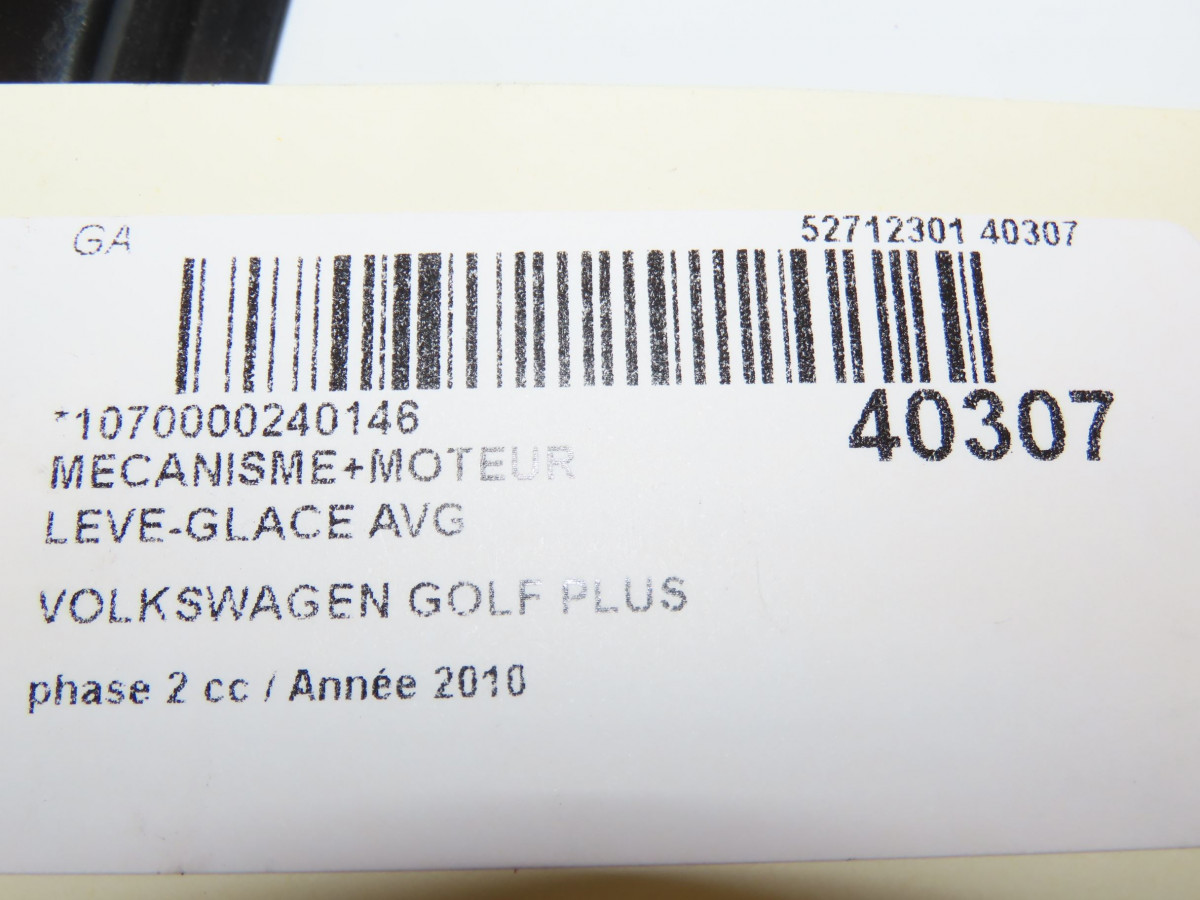 GA
52712301 40307
*1070000240146
40307
MECANISME+MOTEUR
LEVE-GLACE AVG
VOLKSWAGEN GOLF PLUS
phase 2 cc / Année 2010